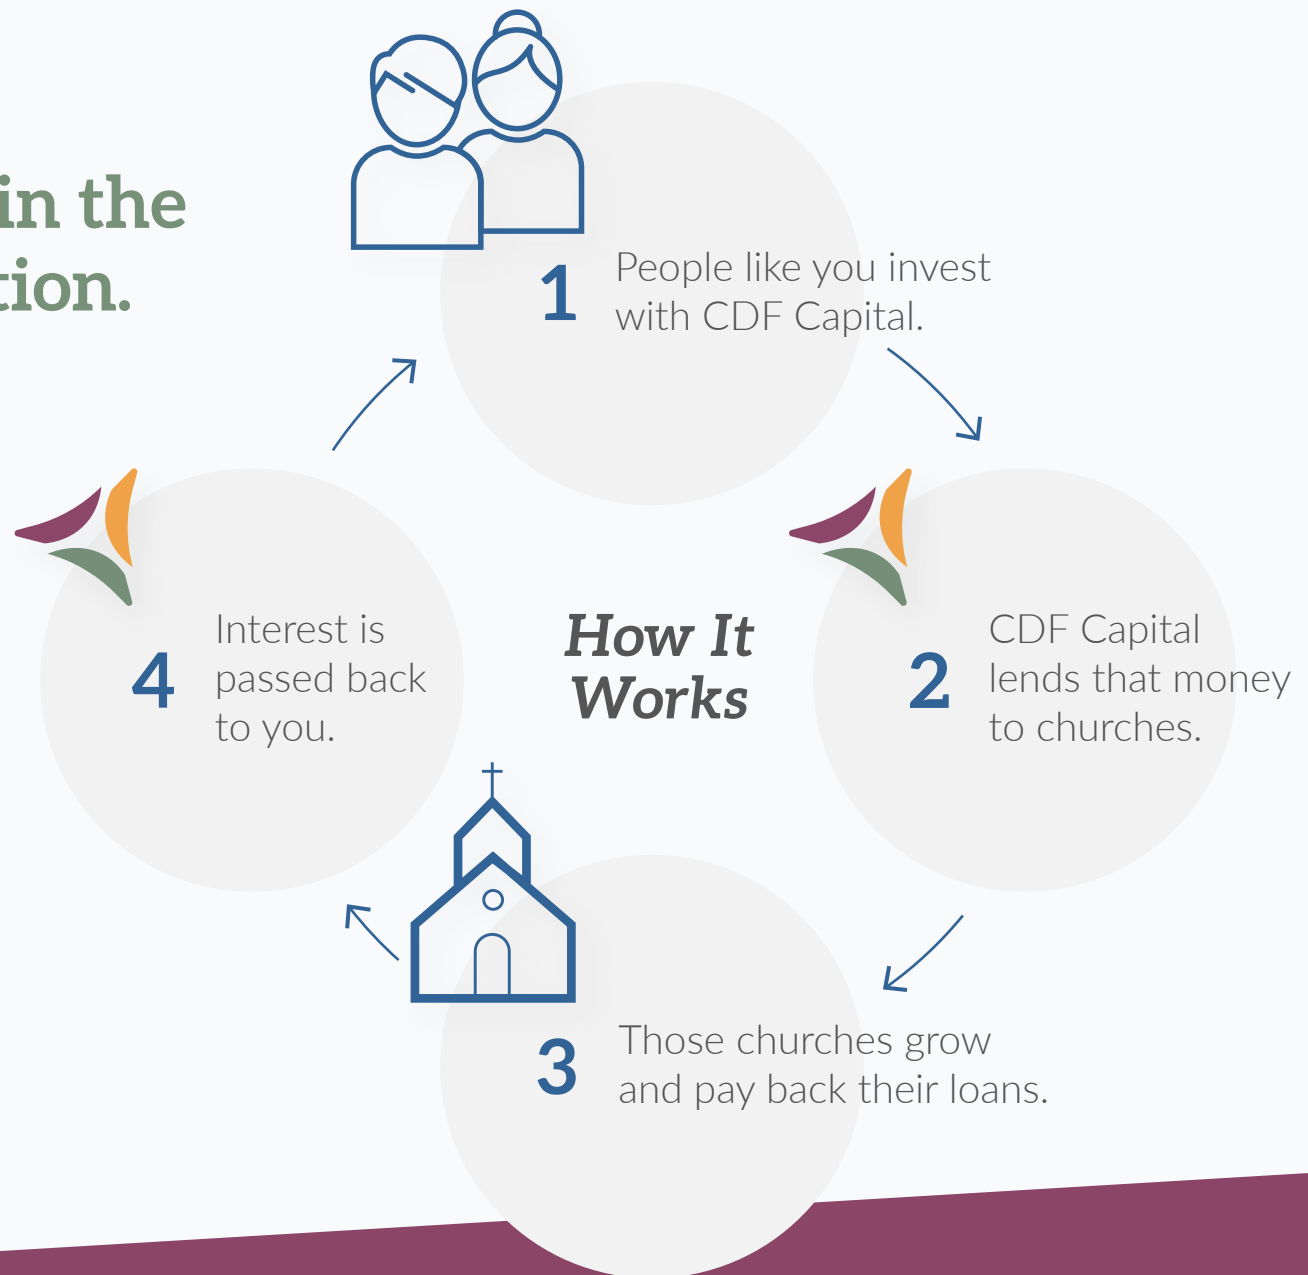 in the
tion.
1
People like you invest
with CDF Capital.
How It
Works
2
CDF Capital
lends that money
to churches.
3
Those churches grow
and pay back their loans.
4
Interest is
passed back
to you.